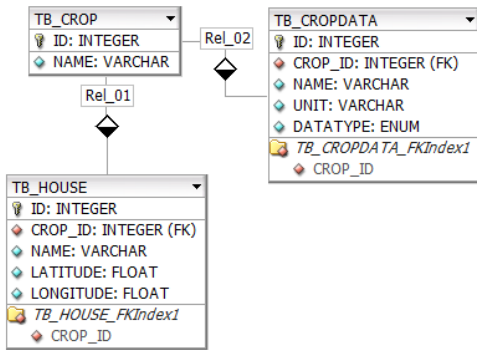 TB_CROP
ID: INTEGER
NAME: VARCHAR
Rel_02
Rel_01
TB_CROPDATA
ID: INTEGER
CROP_ID: INTEGER (FK)
NAME: VARCHAR
UNIT: VARCHAR
DATATYPE: ENUM
TB_CROPDATA_FKIndex1
CROP_ID
TB_HOUSE
ID: INTEGER
CROP_ID: INTEGER (FK)
NAME: VARCHAR
LATITUDE: FLOAT
LONGITUDE: FLOAT
TB_HOUSE_FKIndex1
CROP_ID